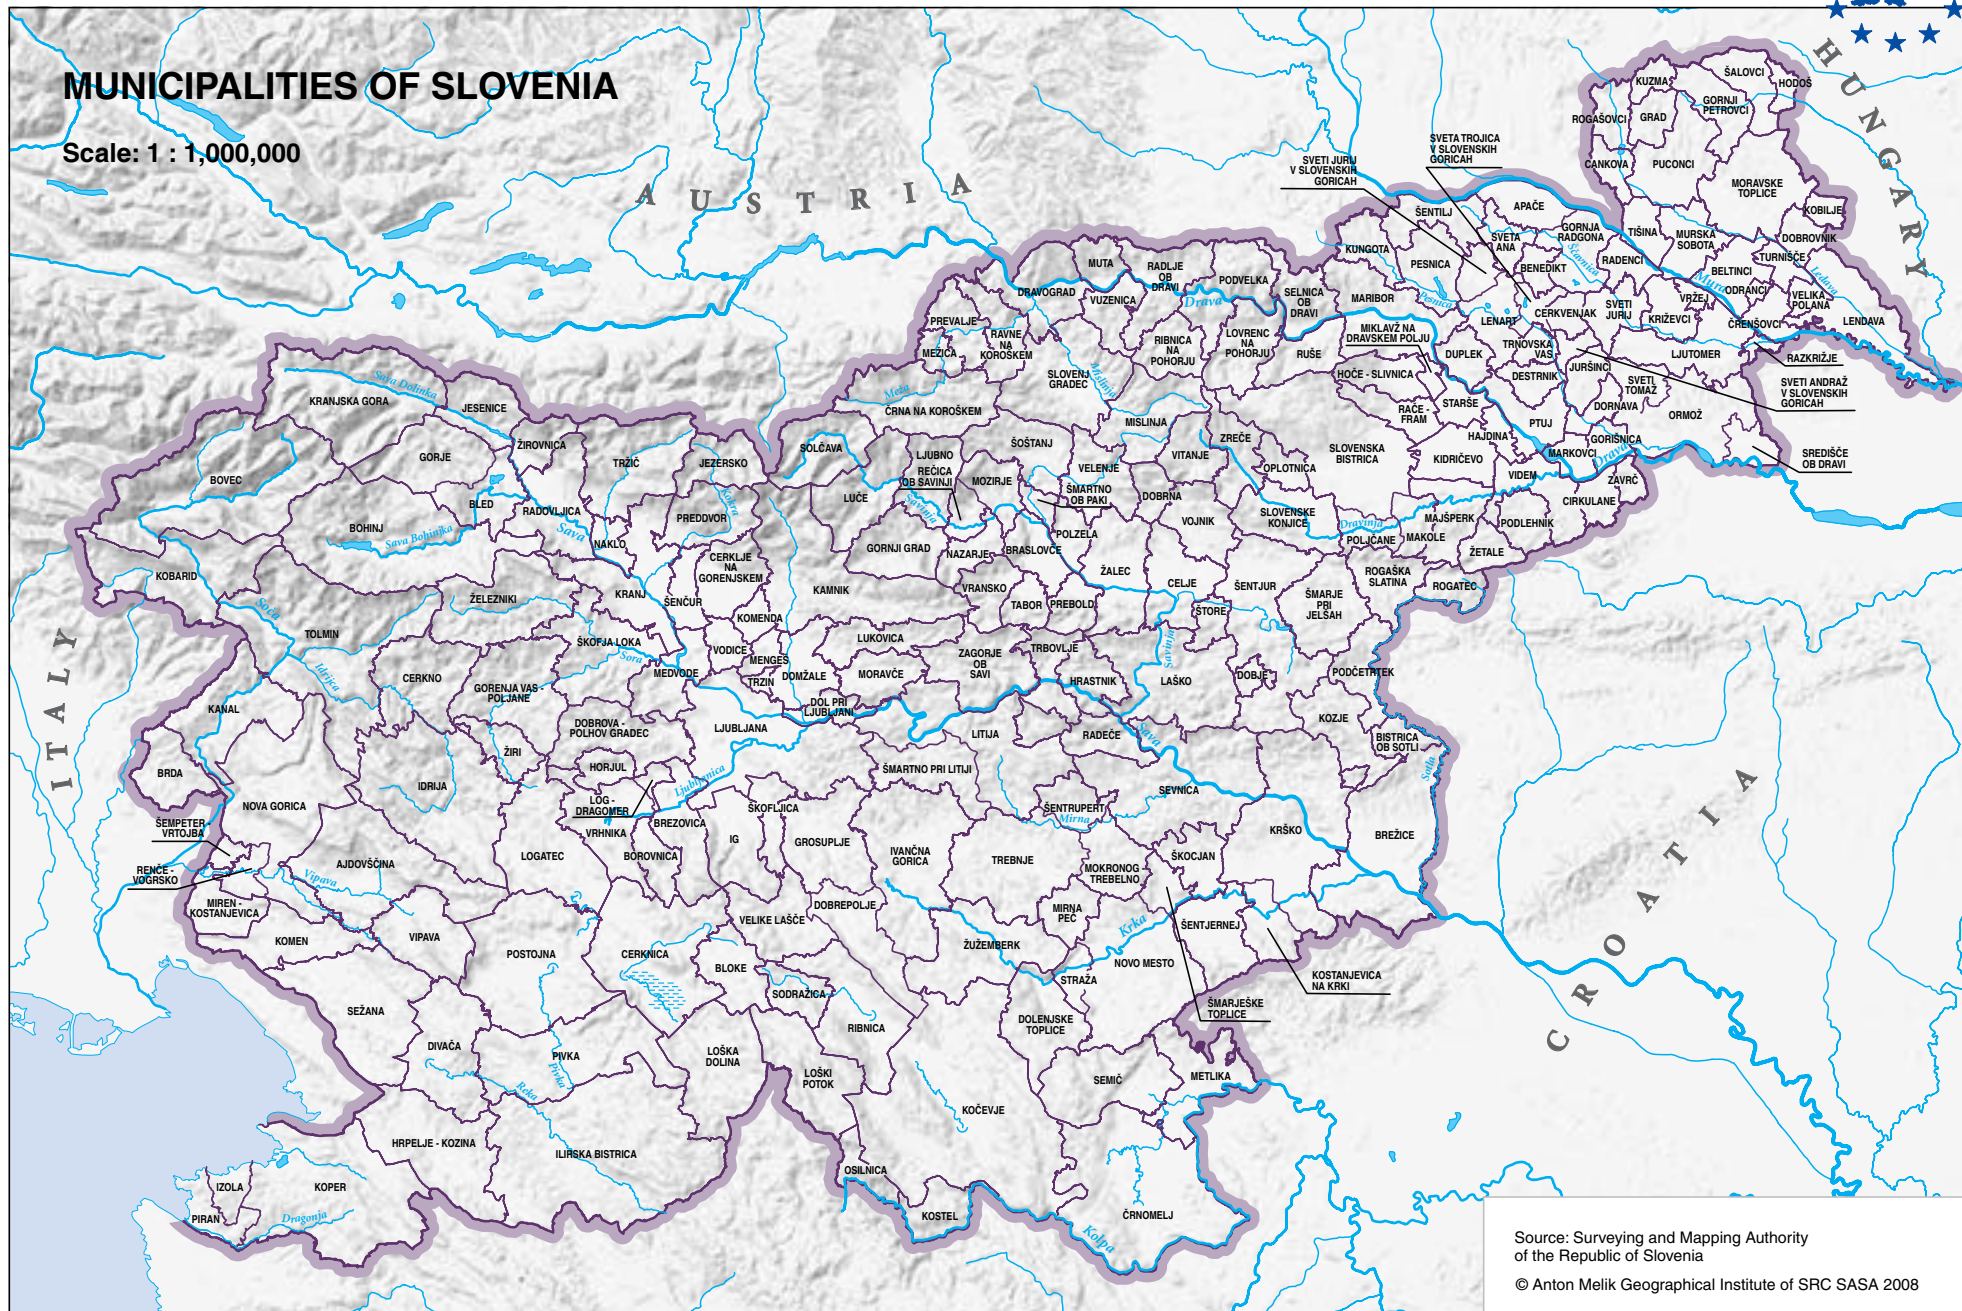 MUNICIPALITIES OF SLOVENIA
Scale: 1 : 1,000,000
AUSTRIA
HUNGARY
ITALY
CROATIA
KUZMA
ŠALOVCI
HODOŠ
ROGAŠOVCI
GRAD
GORNJI
PETROVCI
CANKOVA
PUCONCI
MORAVSKE
TOPLICE
KOBILJE
DOBROVNIK
TURNIŠČE
SVETA TROJICA
V SLOVENSKIH
GORICAH
SVETI JURIJ
V SLOVENSKIH
GORICAH
ŠENTILJ
APAČE
KUNGOTA
SVETA
ANA
GORNJA
RADGONA
TIŠINA
MURSKA
SOBOTA
PESNICA
BENEDIKT
RADENCI
BELTINCI
ODRANCI
VELIKA
POLANA
LENDAVA
Ščavnica
Mura
Ledava
Pesnica
MUTA
RADLJE
OB
DRAVI
PODVELKA
DRAVOGRAD
VUZENICA
Drava
SELNICA
OB
DRAVI
MARIBOR
LENART
CERKVENJAK
SVETI
JURIJ
VRŽEJ
KRIŽEVCI
ČRENŠOVCI
PREVALJE
RAVNE
NA
KOROŠKEM
MEŽICA
RIBNICA
NA
POHORJU
LOVRENC
NA
POHORJU
RUŠE
MIKLAVŽ NA
DRAVSKEM POLJU
DUPLEK
TRNOVSKA
VAS
LJUTOMER
RAZKRIŽJE
SLOVENJ
GRADEC
Mislinja
Meža
HOČE - SLIVNICA
DESTRNIK
JURŠINCI
SVETI
TOMAŽ
SVETI ANDRAŽ
V SLOVENSKIH
GORICAH
KRANJSKA GORA
Sava Dolinka
JESENICE
ČRNA NA KOROŠKEM
MISLINJA
RAČE -
FRAM
STARŠE
DORNAVA
ORMOŽ
PTUJ
HAJDINA
GORIŠNICA
ŽIROVNICA
SOLČAVA
ŠOŠTANJ
ZREČE
SLOVENSKA
BISTRICA
KIDRIČEVO
MARKOVCI
Drava
SREDIŠČE
OB DRAVI
GORJE
TRŽIČ
JEZERSKO
LJUBNO
REČICA
OB SAVINJI
MOZIRJE
VELENJE
VITANJE
OPLOTNICA
VIDEM
ZAVRČ
BOVEC
BLED
RADOVLJICA
LUČE
ŠMARTNO
OB PAKI
DOBRNA
CIRKULANE
BOHINJ
Sava Bohinjka
Sava
Kokra
PREDDVOR
Savinja
VOJNIK
SLOVENSKE
KONJICE
Dravinja
MAJŠPERK
PODLEHNIK
NAKLO
GORNJI GRAD
NAZARJE
BRASLOVČE
POLZELA
POLJČANE
MAKOLE
ŽETALE
KOBARID
CERKLJE
NA
GORENJSKEM
ŽALEC
CELJE
ŠENTJUR
ROGAŠKA
SLATINA
ROGATEC
ŽELEZNIKI
KRANJ
ŠENČUR
KAMNIK
VRANSKO
TABOR
PREBOLD
ŠTORE
ŠMARJE
PRI
JELŠAH
Soča
TOLMIN
KOMENDA
ŠKOFJA LOKA
Sora
VODICE
MENGEŠ
LUKOVICA
TRBOVLJE
Savinja
Idrijca
CERKNO
GORENJA VAS -
POLJANE
MEDVODE
TRZIN
DOMŽALE
MORAVČE
ZAGORJE
OB
SAVI
HRASTNIK
LAŠKO
DOBJE
PODČETRTEK
KANAL
DOBROVA -
POLHOV GRADEC
LJUBLJANA
DOL PRI
LJUBLJANI
LITIJA
RADEČE
Sava
KOZJE
BISTRICA
OB SOTLI
Sotla
BRDA
ŽIRI
HORJUL
IDRIJA
ŠMARTNO PRI LITIJI
SEVNICA
Ljubljanica
NOVA GORICA
LOG -
DRAGOMER
ŠKOFLJICA
ŠENTRUPERT
Mirna
ŠEMPETER -
VRTOJBA
VRHNIKA
BREZOVICA
IG
GROSUPLJE
KRŠKO
BREŽICE
LOGATEC
BOROVNICA
IVANČNA
GORICA
TREBNJE
ŠKOCJAN
RENČE -
VOGRSKO
AJDOVŠČINA
Vipava
MOKRONOG -
TREBELNO
MIREN -
KOSTANJEVICA
DOBREPOLJE
MIRNA
PEČ
VELIKE LAŠČE
Krka
ŠENTJERNEJ
KOMEN
VIPAVA
POSTOJNA
CERKNICA
BLOKE
ŽUŽEMBERK
NOVO MESTO
STRAŽA
KOSTANJEVICA
NA KRKI
SODRAŽICA
SEŽANA
RIBNICA
DOLENJSKE
TOPLICE
ŠMARJEŠKE
TOPLICE
DIVAČA
PIVKA
Pivka
LOŠKA
DOLINA
LOŠKI
POTOK
SEMIČ
METLIKA
Reka
KOČEVJE
HRPELJE - KOZINA
ILIRSKA BISTRICA
IZOLA
KOPER
OSILNICA
PIRAN
Dragonja
KOSTEL
ČRNOMELJ
Kolpa
Source: Surveying and Mapping Authority
of the Republic of Slovenia
© Anton Melik Geographical Institute of SRC SASA 2008